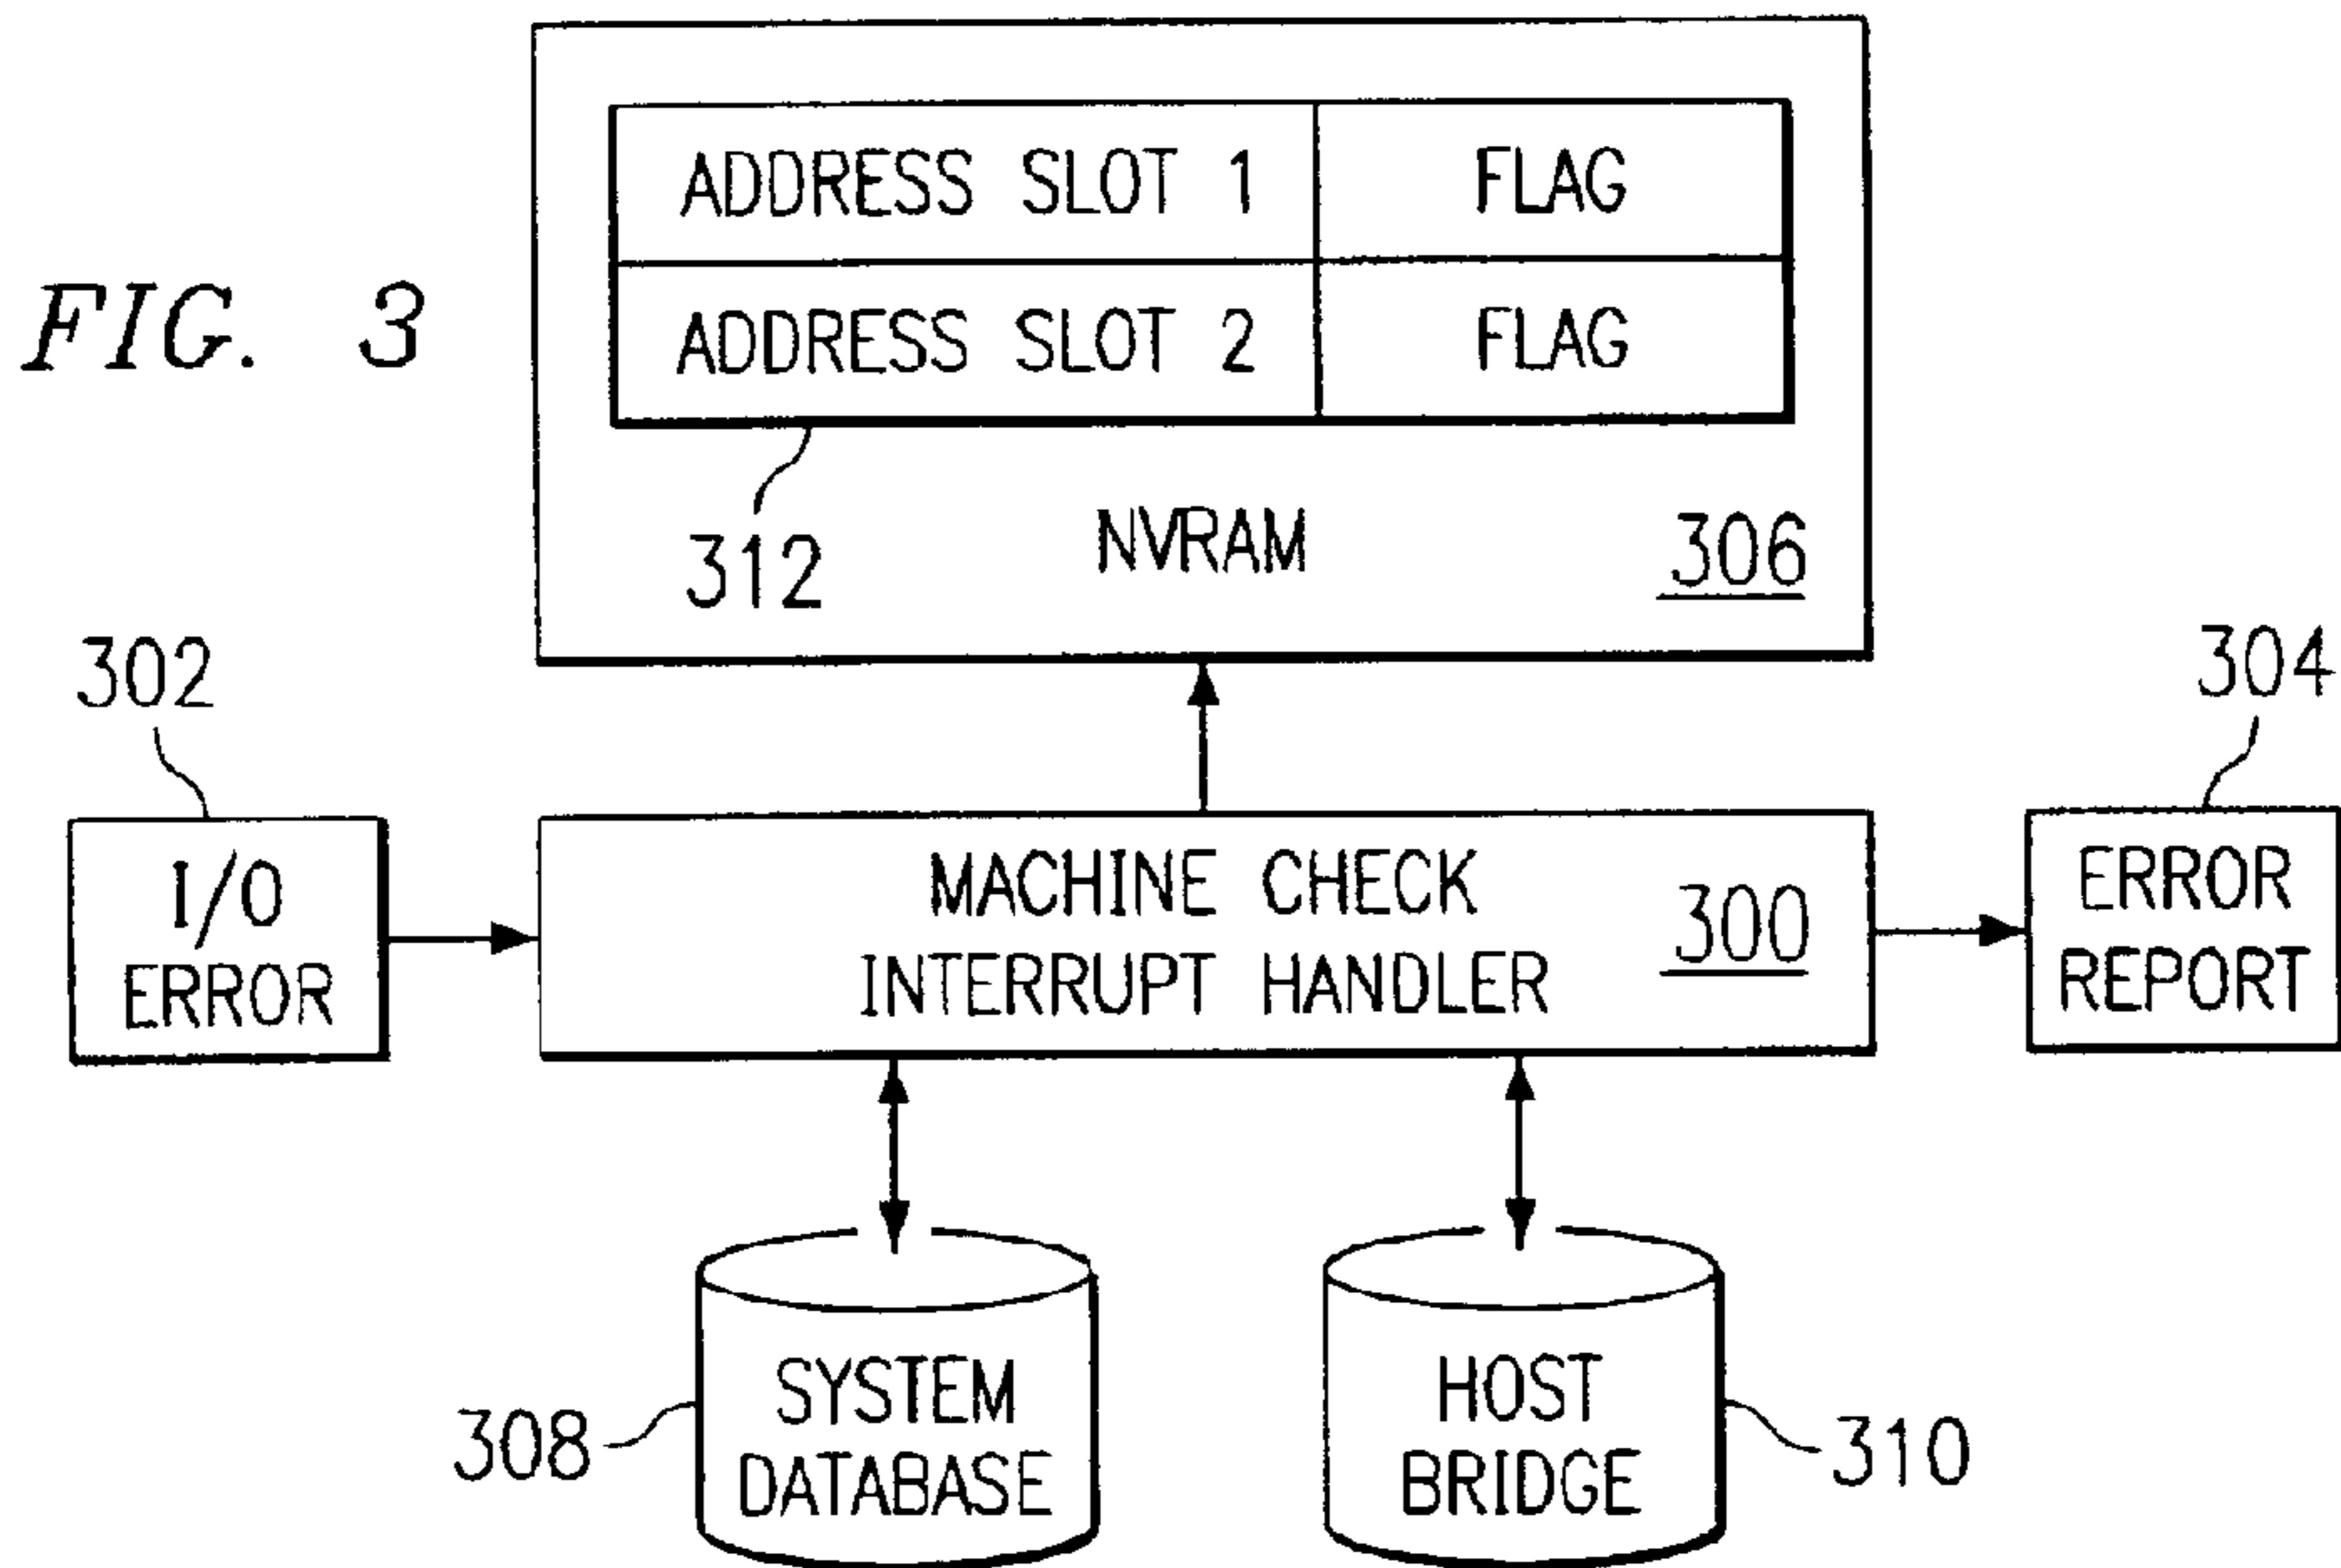 FIG. 3
ADDRESS SLOT 1 FLAG
ADDRESS SLOT 2 FLAG
312
NVRAM 306
302
304
I/O
ERROR
MACHINE CHECK
INTERRUPT HANDLER
300
ERROR
REPORT
308
SYSTEM
DATABASE
HOST
BRIDGE
310